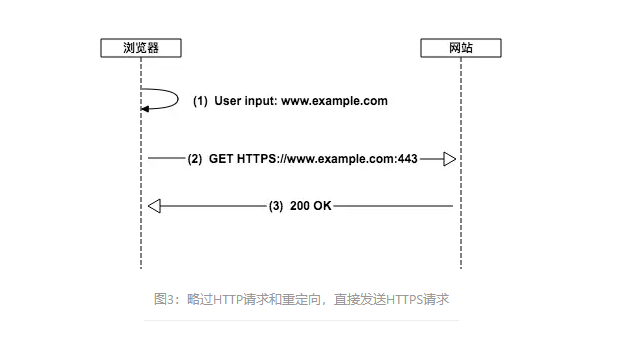 浏览器 网站
(1) User input: www.example.com
(2) GET HTTPS://www.example.com:443
(3) 200 OK
图3：略过HTTP请求和重定向，直接发送HTTPS请求